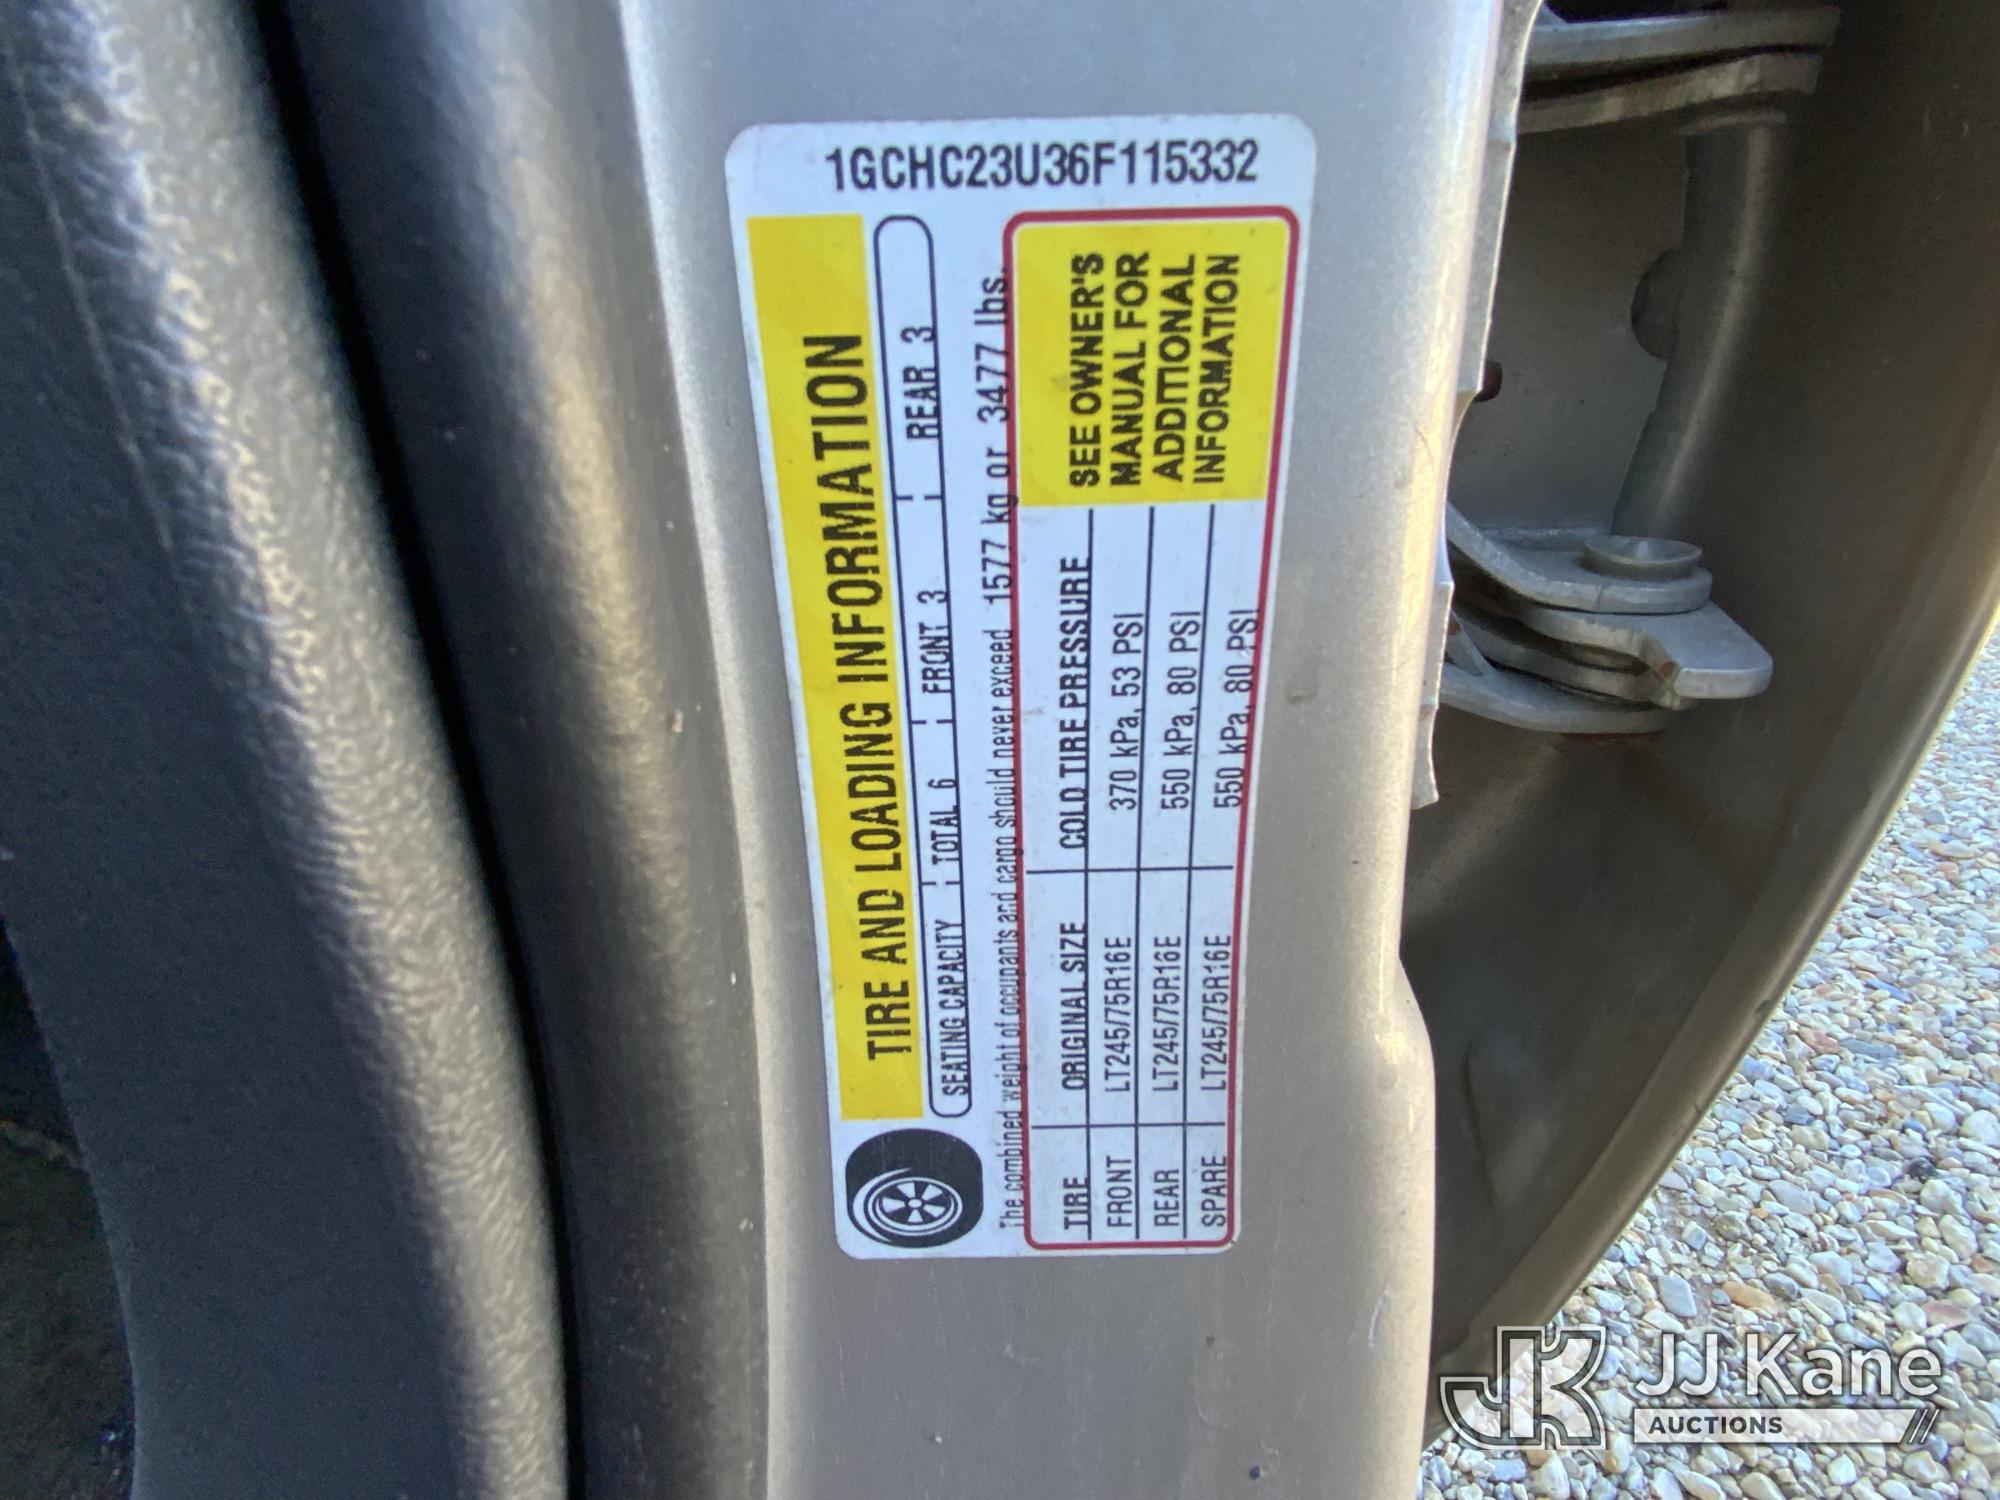 1GCHC23U36F115332
TIRE AND LOADING INFORMATION
SEATING CAPACITY TOTAL 6 FRONT 3 REAR 3
The combined weight of occupants and cargo should never exceed 1577 kg or 3477 lbs.
TIRE ORIGINAL SIZE COLD TIRE PRESSURE
FRONT LT245/75R16E 370 kPa, 53 PSI
REAR LT245/75R16E 550 kPa, 80 PSI
SPARE LT245/75R16E 550 kPa, 80 PSI
SEE OWNER'S
MANUAL FOR
ADDITIONAL
INFORMATION
JK JJ Kane
AUCTIONS